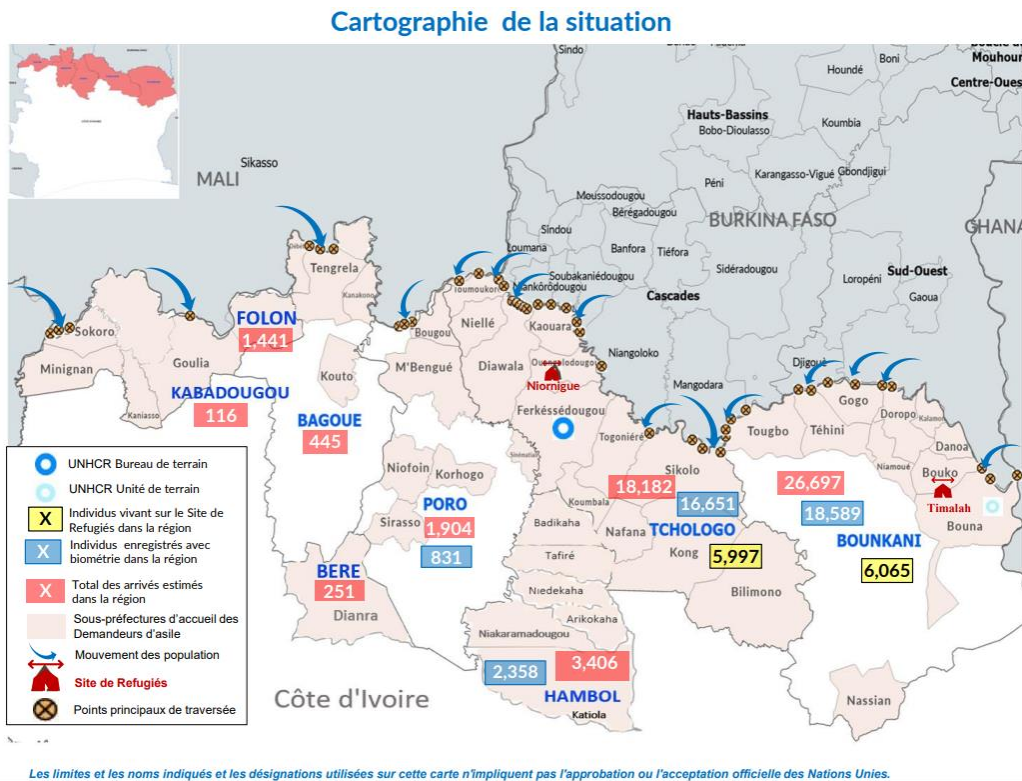 Cartographie de la situation
Sindo
Houndé
Boni
Mouhour
Centre-Oues
Hauts-Bassins
Bobo-Dioulasso
Koumbia
Sikasso
MALI
Péni
Karangasso-Vigué
Gbondjigui
Moussodougou
Bérégadougou
BURKINA FASO
GHANA
Sindou
Loumana
Banfora
Tiéfora
Sidéradougou
Soubakaniédougou
Loropéni
Sud-Ouest
Gaoua
Cascades
Tengrela
Kanakono
Toumoukoro
Niellé
Kaouara
Niangoloko
Mangodara
Djigouè
FOLON
1,441
Sokoro
Minignan
Goulia
Kaniasso
Bougou
M'Bengué
Diawala
Niornigue
Ferkéssédougou
KABADOUGOU
116
Kouto
BAGOUE
445
Togoniéré
Tougbo
Téhini
Gogo
Doropo
Kalamo
Danoa
Niamoué
Bouko
Timalah
Bouna
Niofoin
Korhogo
Sikolo
18,182
16,651
TCHOLOGO
5,997
26,697
18,589
BOUNKANI
6,065
PORO
1,904
831
Sirasso
Koumbala
Badikaha
Nafana
Kong
Bilimono
Tafiré
BERE
251
Dianra
Niedekaha
Arikokaha
Niakaramadougou
2,358
3,406
HAMBOL
Katiola
Nassian
Côte d'Ivoire
UNHCR Bureau de terrain
UNHCR Unité de terrain
X
Individus vivant sur le Site de
Refugiés dans la région
X
Individus enregistrés avec
biométrie dans la région
X
Total des arrivés estimés
dans la région
Sous-préfectures d'accueil des
Demandeurs d'asile
Mouvement des population
Site de Refugiés
Points principaux de traversée
Les limites et les noms indiqués et les désignations utilisées sur cette carte n'impliquent pas l'approbation ou l'acceptation officielle des Nations Unies.